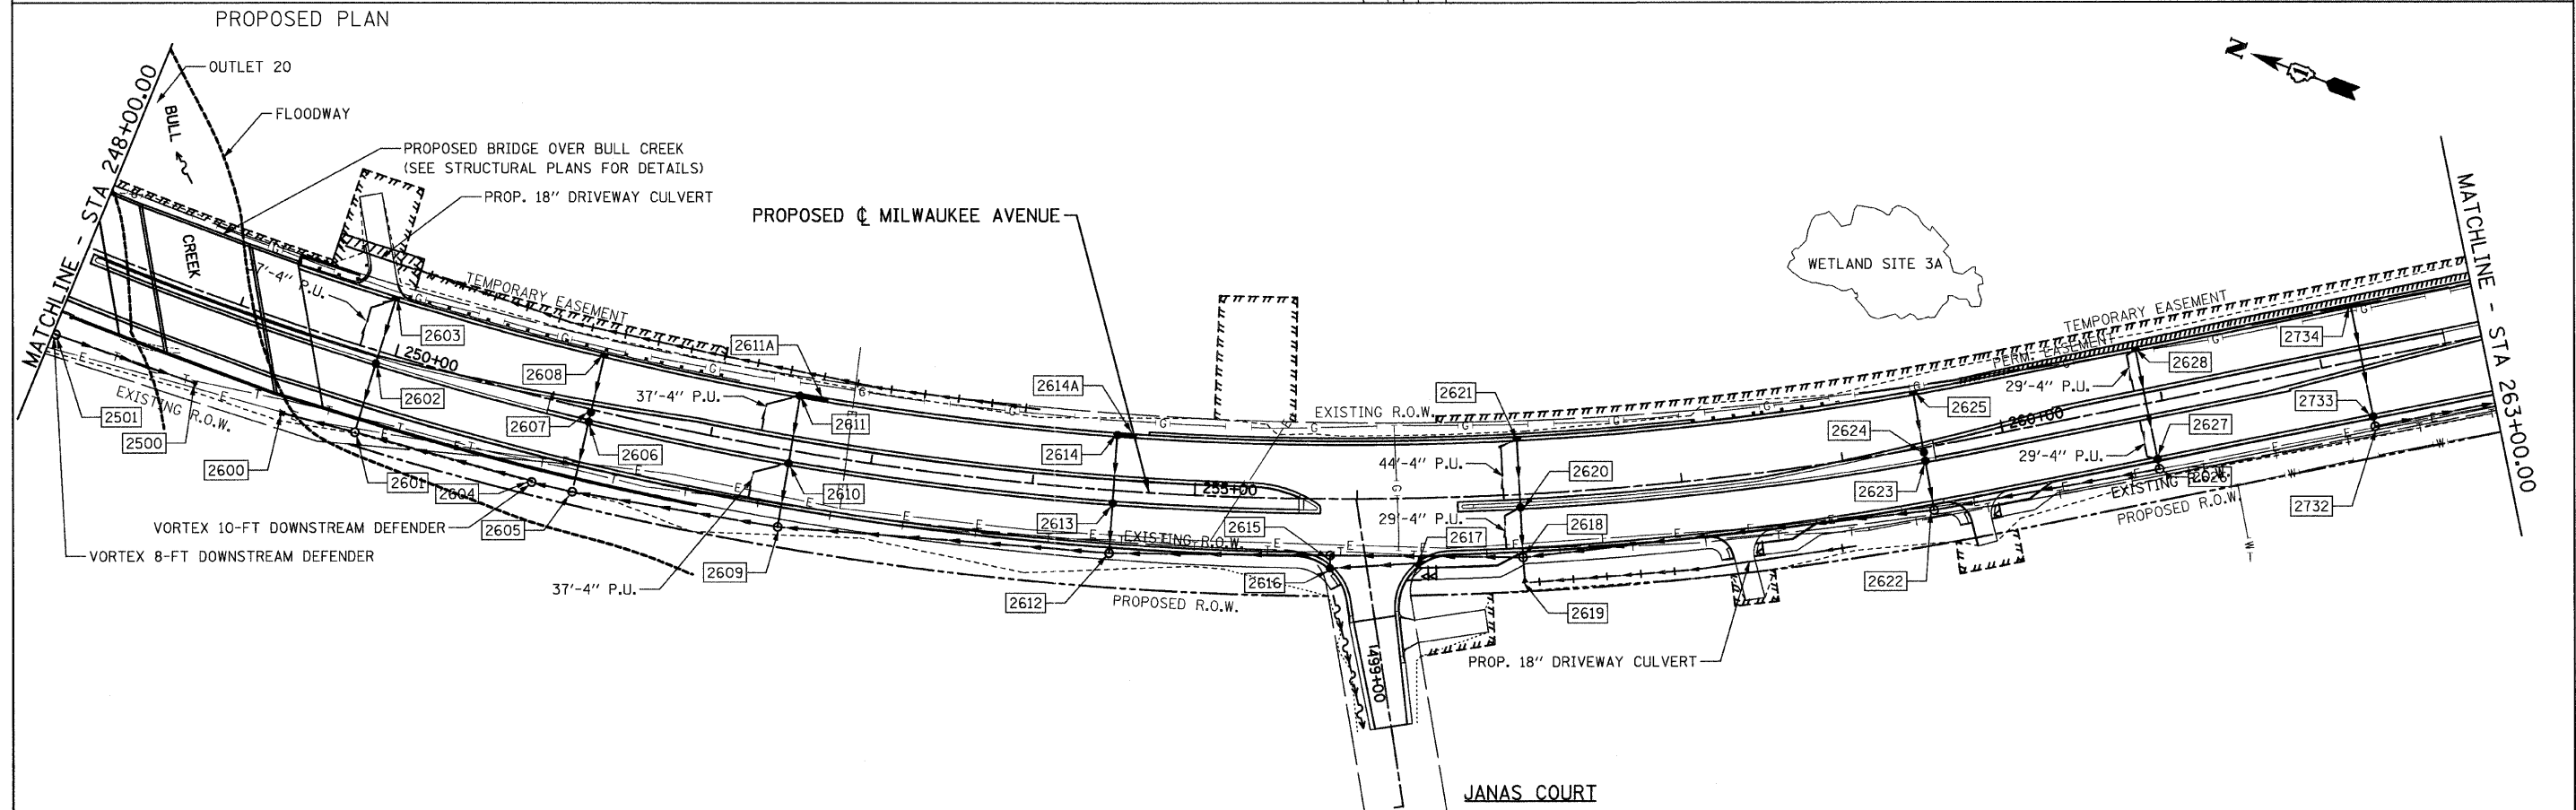 PROPOSED PLAN
OUTLET 20
FLOODWAY
BULL
CREEK
PROPOSED BRIDGE OVER BULL CREEK
(SEE STRUCTURAL PLANS FOR DETAILS)
PROP. 18" DRIVEWAY CULVERT
PROPOSED ℄ MILWAUKEE AVENUE
MATCHLINE - STA 248+00.00
N
1
WETLAND SITE 3A
MATCHLINE - STA 263+00.00
7'-4" P.U.
TEMPORARY EASEMENT
2603
2602
250+00
2608
2611A
2611
37'-4" P.U.
2614A
2614
2621
EXISTING R.O.W.
TEMPORARY EASEMENT
PERM. EASEMENT
2628
2734
29'-4" P.U.
2625
260+00
2733
2501
2500
EXISTING R.O.W.
2600
2601
2604
2607
2606
2605
2610
2609
37'-4" P.U.
2613
2612
255+00
2615
2616
EXISTING R.O.W.
44'-4" P.U.
29'-4" P.U.
2617
2620
2618
2619
2624
2623
2622
29'-4" P.U.
2627
2626
EXISTING R.O.W.
PROPOSED R.O.W.
2732
VORTEX 10-FT DOWNSTREAM DEFENDER
VORTEX 8-FT DOWNSTREAM DEFENDER
PROPOSED R.O.W.
PROP. 18" DRIVEWAY CULVERT
1499+00
JANAS COURT